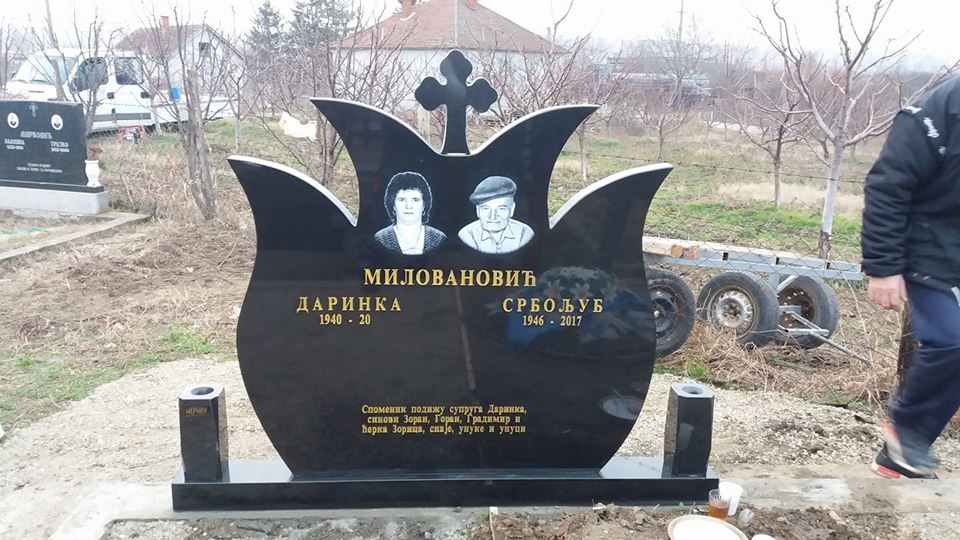 МИЛОВАНОВИЋ
ДАРИНКА
1940 - 20
СРБОЉУБ
1946 - 2017
Споменик подижу супруга Даринка,
синови Зоран, Горан, Градимир и
ћерка Зорица, снаје, унуке и унуци
МЕРМЕР